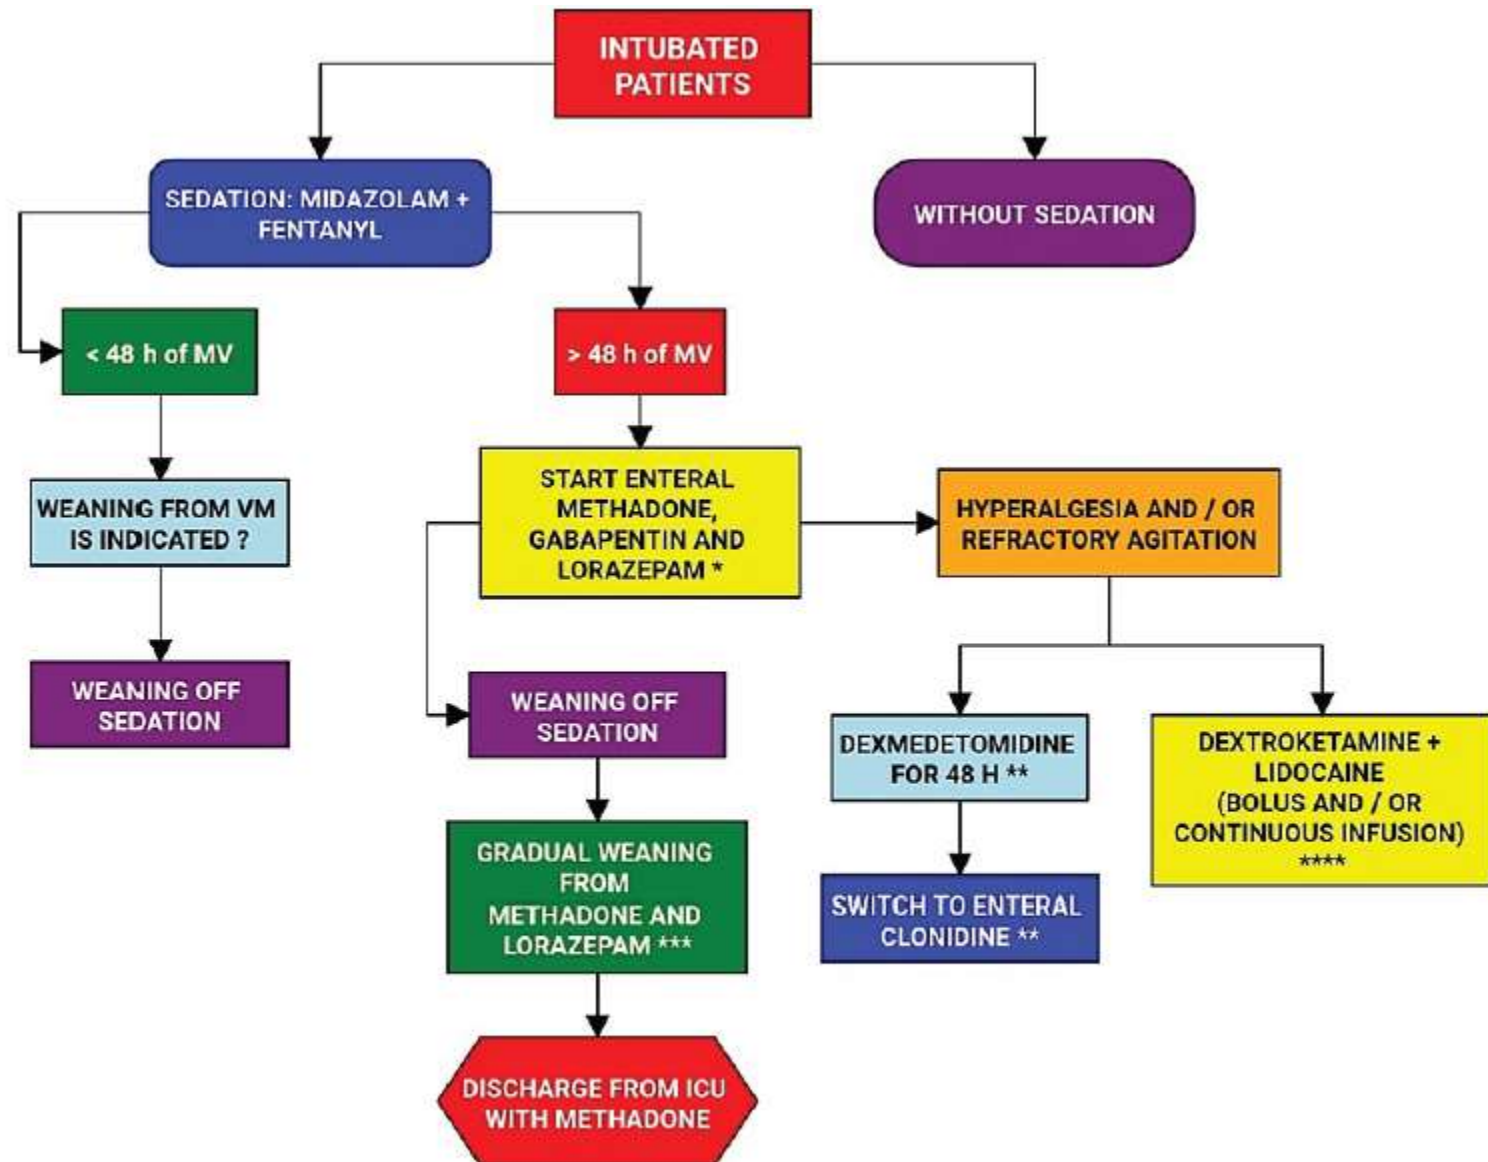 INTUBATED
PATIENTS
SEDATION: MIDAZOLAM +
FENTANYL
WITHOUT SEDATION
< 48 h of MV
> 48 h of MV
WEANING FROM VM
IS INDICATED ?
START ENTERAL
METHADONE,
GABAPENTIN AND
LORAZEPAM *
HYPERALGESIA AND / OR
REFRACTORY AGITATION
WEANING OFF
SEDATION
WEANING OFF
SEDATION
DEXMEDETOMIDINE
FOR 48 H **
DEXTROKETAMINE +
LIDOCAINE
(BOLUS AND / OR
CONTINUOUS INFUSION)
****
GRADUAL WEANING
FROM
METHADONE AND
LORAZEPAM ***
SWITCH TO ENTERAL
CLONIDINE **
DISCHARGE FROM ICU
WITH METHADONE